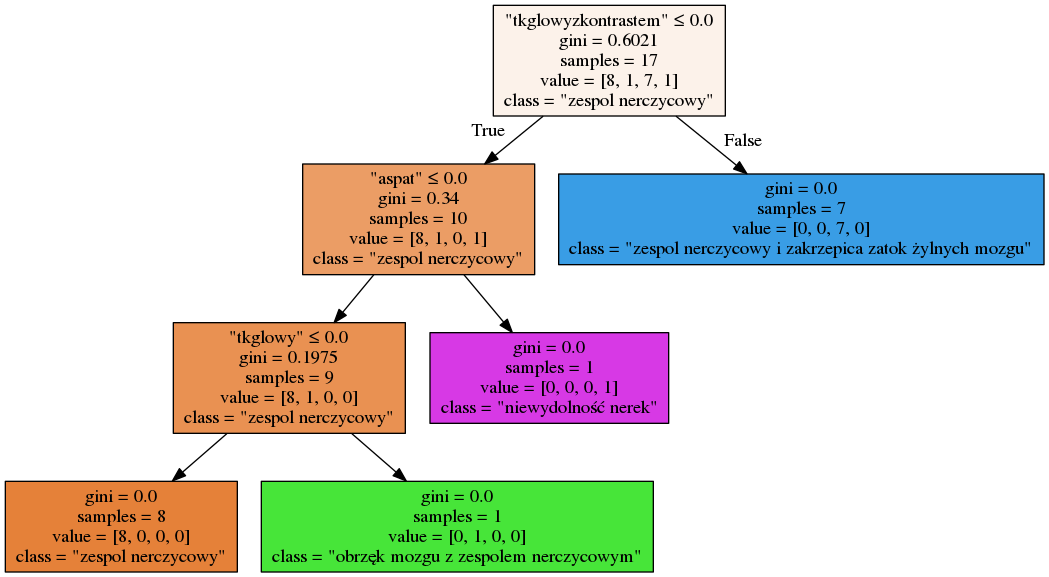 "tkglowyzkontrastem" ≤ 0.0
gini = 0.6021
samples = 17
value = [8, 1, 7, 1]
class = "zespol nerczycowy"
True
False
"aspat" ≤ 0.0
gini = 0.34
samples = 10
value = [8, 1, 0, 1]
class = "zespol nerczycowy"
gini = 0.0
samples = 7
value = [0, 0, 7, 0]
class = "zespol nerczycowy i zakrzepica zatok żylnych mozgu"
"tkglowy" ≤ 0.0
gini = 0.1975
samples = 9
value = [8, 1, 0, 0]
class = "zespol nerczycowy"
gini = 0.0
samples = 1
value = [0, 0, 0, 1]
class = "niewydolność nerek"
gini = 0.0
samples = 8
value = [8, 0, 0, 0]
class = "zespol nerczycowy"
gini = 0.0
samples = 1
value = [0, 1, 0, 0]
class = "obrzęk mozgu z zespolem nerczycowym"